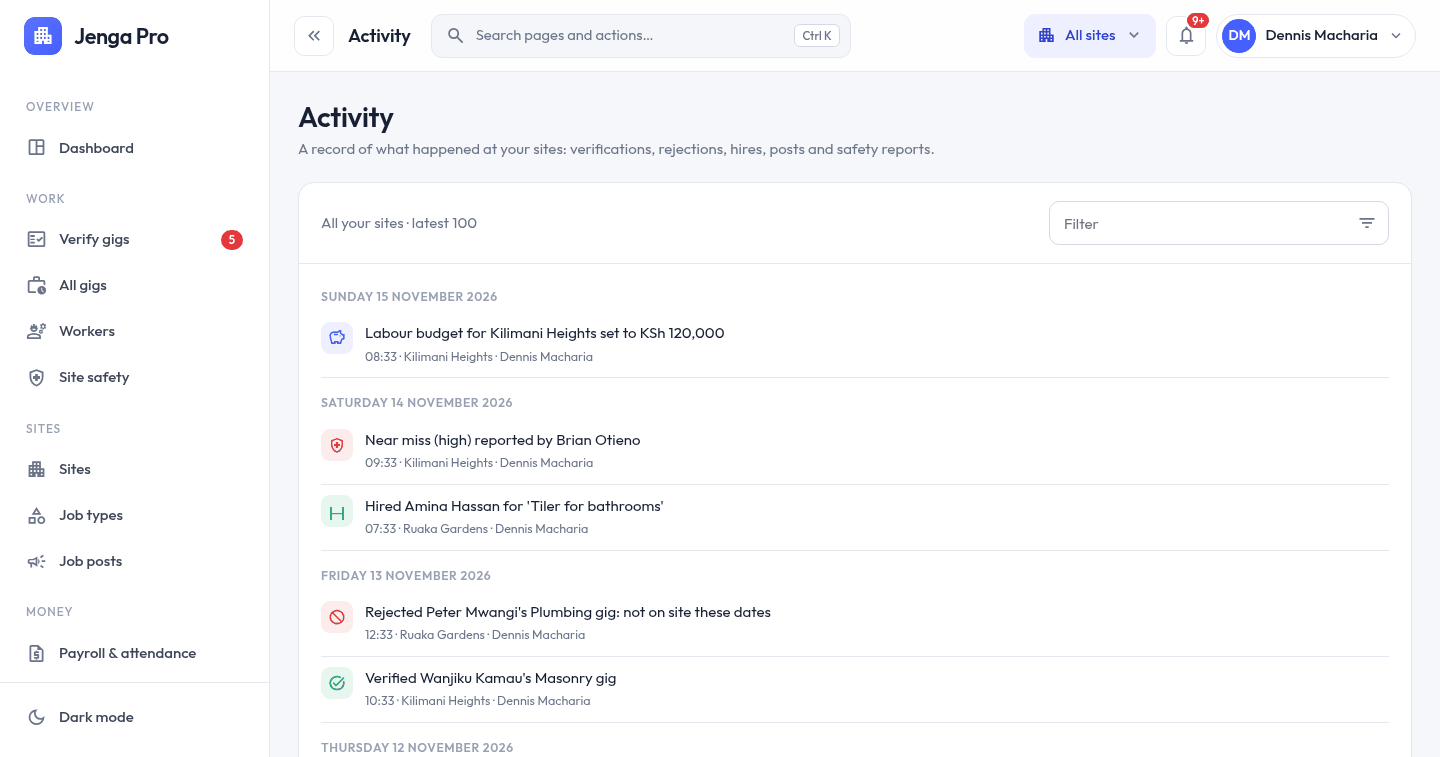 Jenga Pro
OVERVIEW
Dashboard
WORK
Verify gigs
5
All gigs
Workers
Site safety
SITES
Sites
Job types
Job posts
MONEY
Payroll & attendance
Dark mode
Activity
Search pages and actions...
Ctrl K
All sites
9+
DM
Dennis Macharia
Activity
A record of what happened at your sites: verifications, rejections, hires, posts and safety reports.
All your sites · latest 100
Filter
SUNDAY 15 NOVEMBER 2026
Labour budget for Kilimani Heights set to KSh 120,000
08:33 · Kilimani Heights · Dennis Macharia
SATURDAY 14 NOVEMBER 2026
Near miss (high) reported by Brian Otieno
09:33 · Kilimani Heights · Dennis Macharia
Hired Amina Hassan for 'Tiler for bathrooms'
07:33 · Ruaka Gardens · Dennis Macharia
FRIDAY 13 NOVEMBER 2026
Rejected Peter Mwangi's Plumbing gig: not on site these dates
12:33 · Ruaka Gardens · Dennis Macharia
Verified Wanjiku Kamau's Masonry gig
10:33 · Kilimani Heights · Dennis Macharia
THURSDAY 12 NOVEMBER 2026